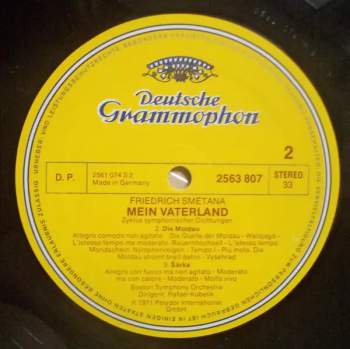 Deutsche
Grammophon
2
D. P.
2561 074 S 2
Made in Germany
2563 807
STEREO
33
FRIEDRICH SMETANA
MEIN VATERLAND
Zyklus symphonischer Dichtungen
2. Die Moldau
Allegro comodo non agitato · Die Quelle der Moldau - Waldjagd -
L'istesso tempo ma moderato. Bauernhochzeit - L'istesso tempo.
Mondschein. Nymphenreigen - Tempo I - Più mosso. Die
Moldau strömt breit dahin - Vyšehrad
3. Šárka
Allegro con fuoco ma non agitato - Moderato
ma con calore - Moderato - Molto vivo
Boston Symphony Orchestra
Dirigent: Rafael Kubelik
℗ 1971 Polydor International
GmbH